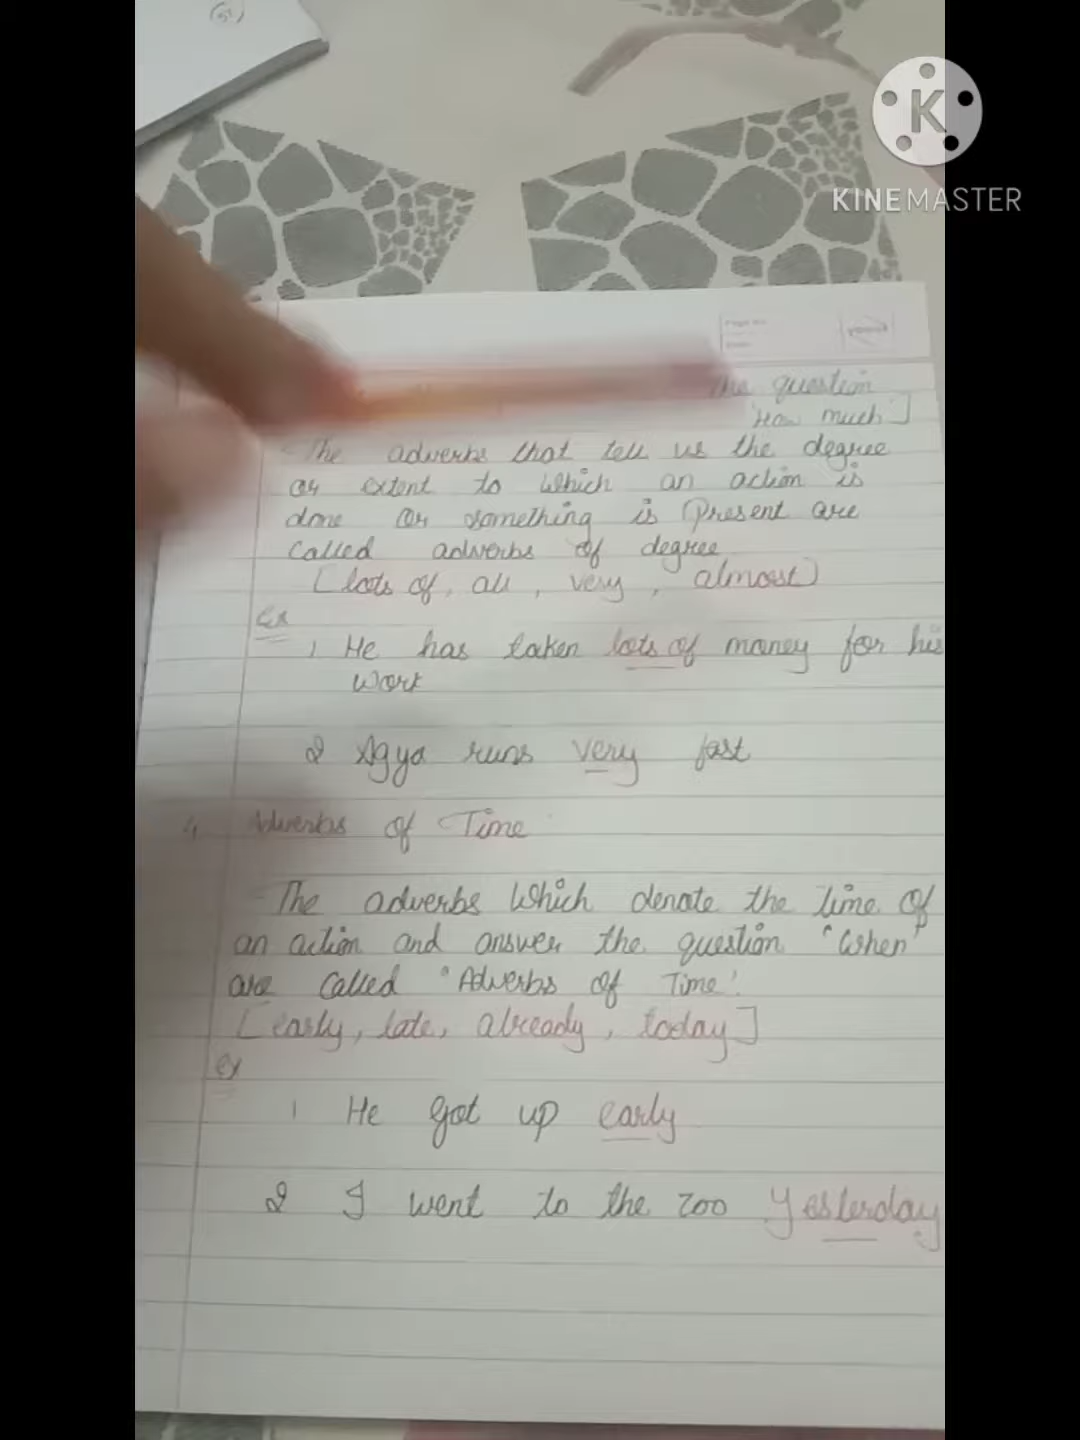 KINEMASTER
the question
How much]
The adverbs that tell us the degree
or extent to which an action is
done or something is Present are
Called adverbs of degree
[lots of, all, very, almost]
Ex
1 He has taken lots of money for his
work
2 Agya runs very fast
4 Adverbs of Time
The adverbs which denote the time of
an action and answer the question "When"
are Called "Adverbs of Time'.
[early, late, already, today]
Ex
1 He got up early
2 I went to the zoo yesterday